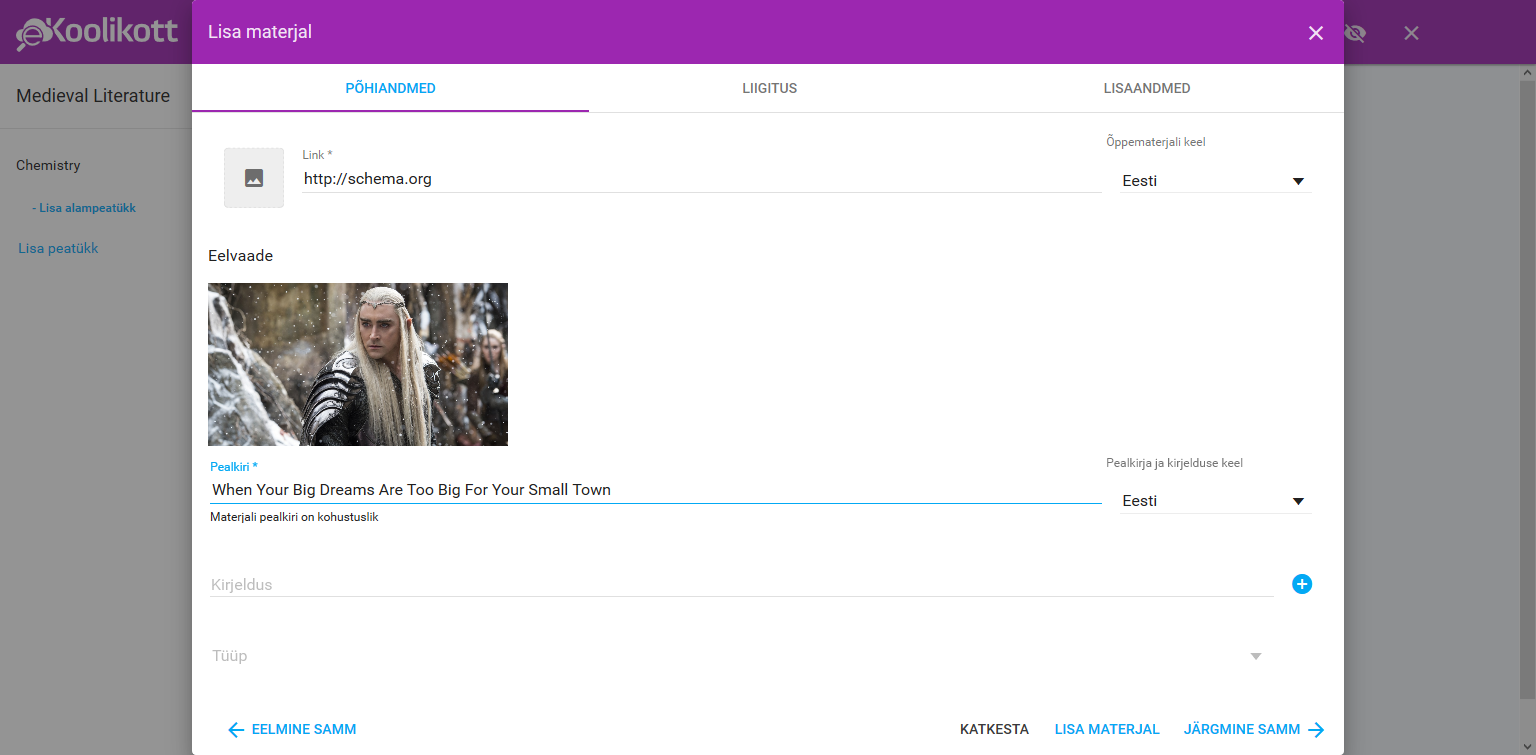 eKoolikott
Lisa materjal
Medieval Literature
Chemistry
- Lisa alampeatükk
Lisa peatükk
PÕHIANDMED
LIIGITUS
LISAANDMED
Link *
http://schema.org
Õppematerjali keel
Eesti
Eelvaade
Pealkiri *
When Your Big Dreams Are Too Big For Your Small Town
Materjali pealkiri on kohustuslik
Pealkirja ja kirjelduse keel
Eesti
Kirjeldus
Tüüp
EELMINE SAMM
KATKESTA
LISA MATERJAL
JÄRGMINE SAMM